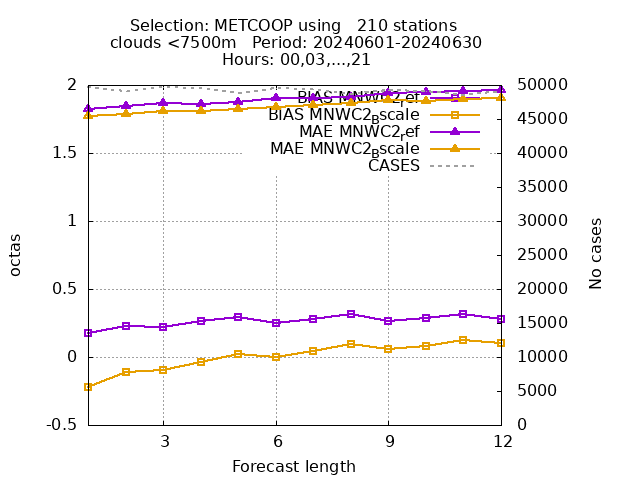 Selection: METCOOP using   210 stations
clouds <7500m   Period: 20240601-20240630
Hours: 00,03,...,21
2
1.5
1
0.5
0
-0.5
octas
BIAS MNWC2_ref
BIAS MNWC2_Bscale
MAE MNWC2_ref
MAE MNWC2_Bscale
CASES
50000
45000
40000
35000
30000
25000
20000
15000
10000
5000
0
No cases
3
6
9
12
Forecast length